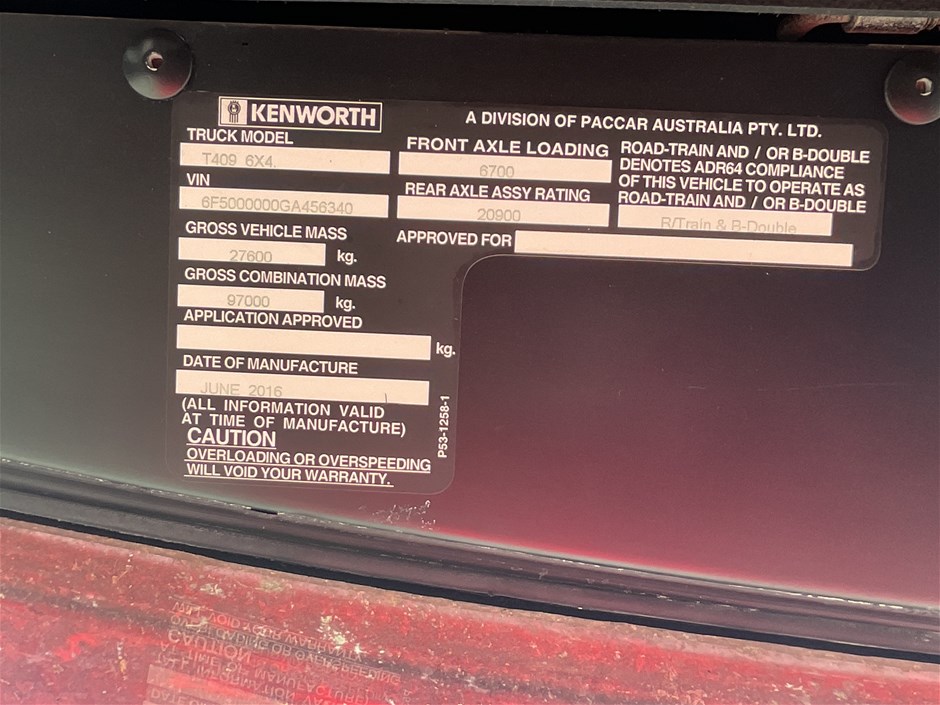 KENWORTH
A DIVISION OF PACCAR AUSTRALIA PTY. LTD.
TRUCK MODEL
T409 6X4.
VIN
6F5000000GA456340
GROSS VEHICLE MASS
27600 kg.
GROSS COMBINATION MASS
97000 kg.
APPLICATION APPROVED
kg.
DATE OF MANUFACTURE
JUNE 2016
(ALL INFORMATION VALID
AT TIME OF MANUFACTURE)
CAUTION
OVERLOADING OR OVERSPEEDING
WILL VOID YOUR WARRANTY.
P53-1258-1
FRONT AXLE LOADING
6700
REAR AXLE ASSY RATING
20900
APPROVED FOR
ROAD-TRAIN AND / OR B-DOUBLE
DENOTES ADR64 COMPLIANCE
OF THIS VEHICLE TO OPERATE AS
ROAD-TRAIN AND / OR B-DOUBLE
R/Train & B-Double